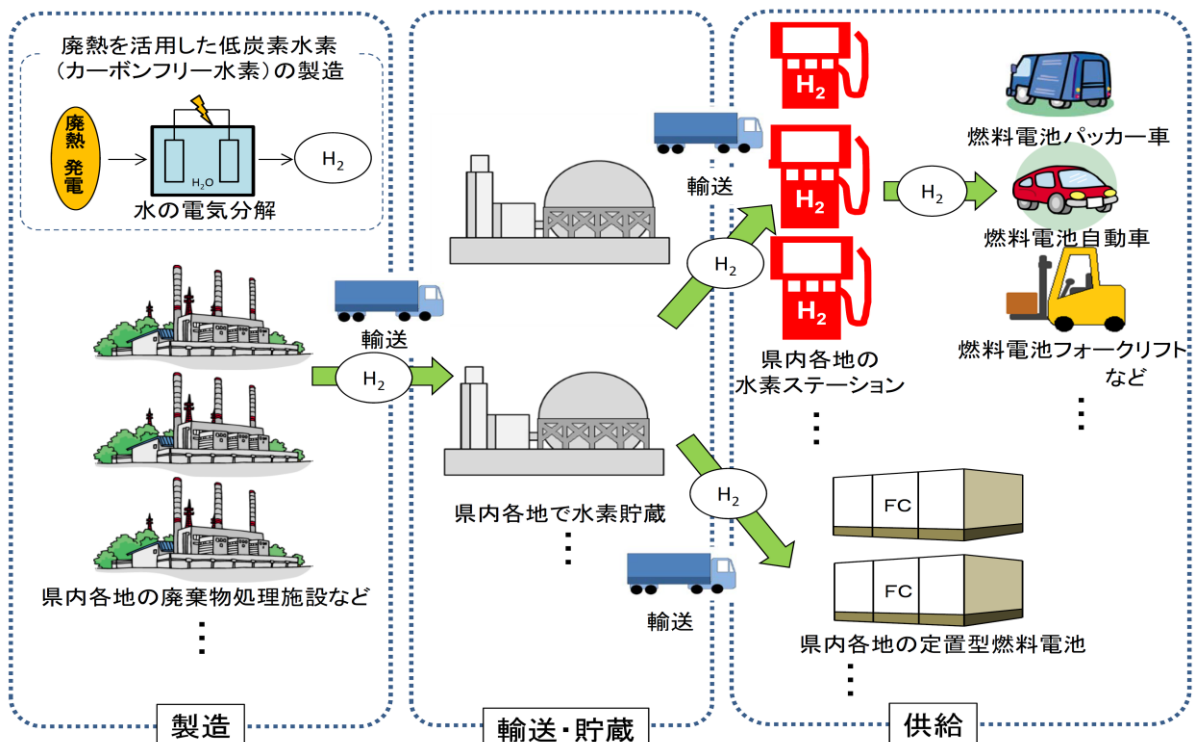 廃熱を活用した低炭素水素
(カーボンフリー水素)の製造
廃熱 発電
H₂O
H₂
水の電気分解
県内各地の廃棄物処理施設など
⋮
製造
輸送
H₂
県内各地で水素貯蔵
⋮
輸送
H₂
H₂
輸送
輸送・貯蔵
H₂
H₂
H₂
県内各地の
水素ステーション
⋮
H₂
燃料電池パッカー車
燃料電池自動車
燃料電池フォークリフト
など
⋮
FC
FC
県内各地の定置型燃料電池
⋮
供給